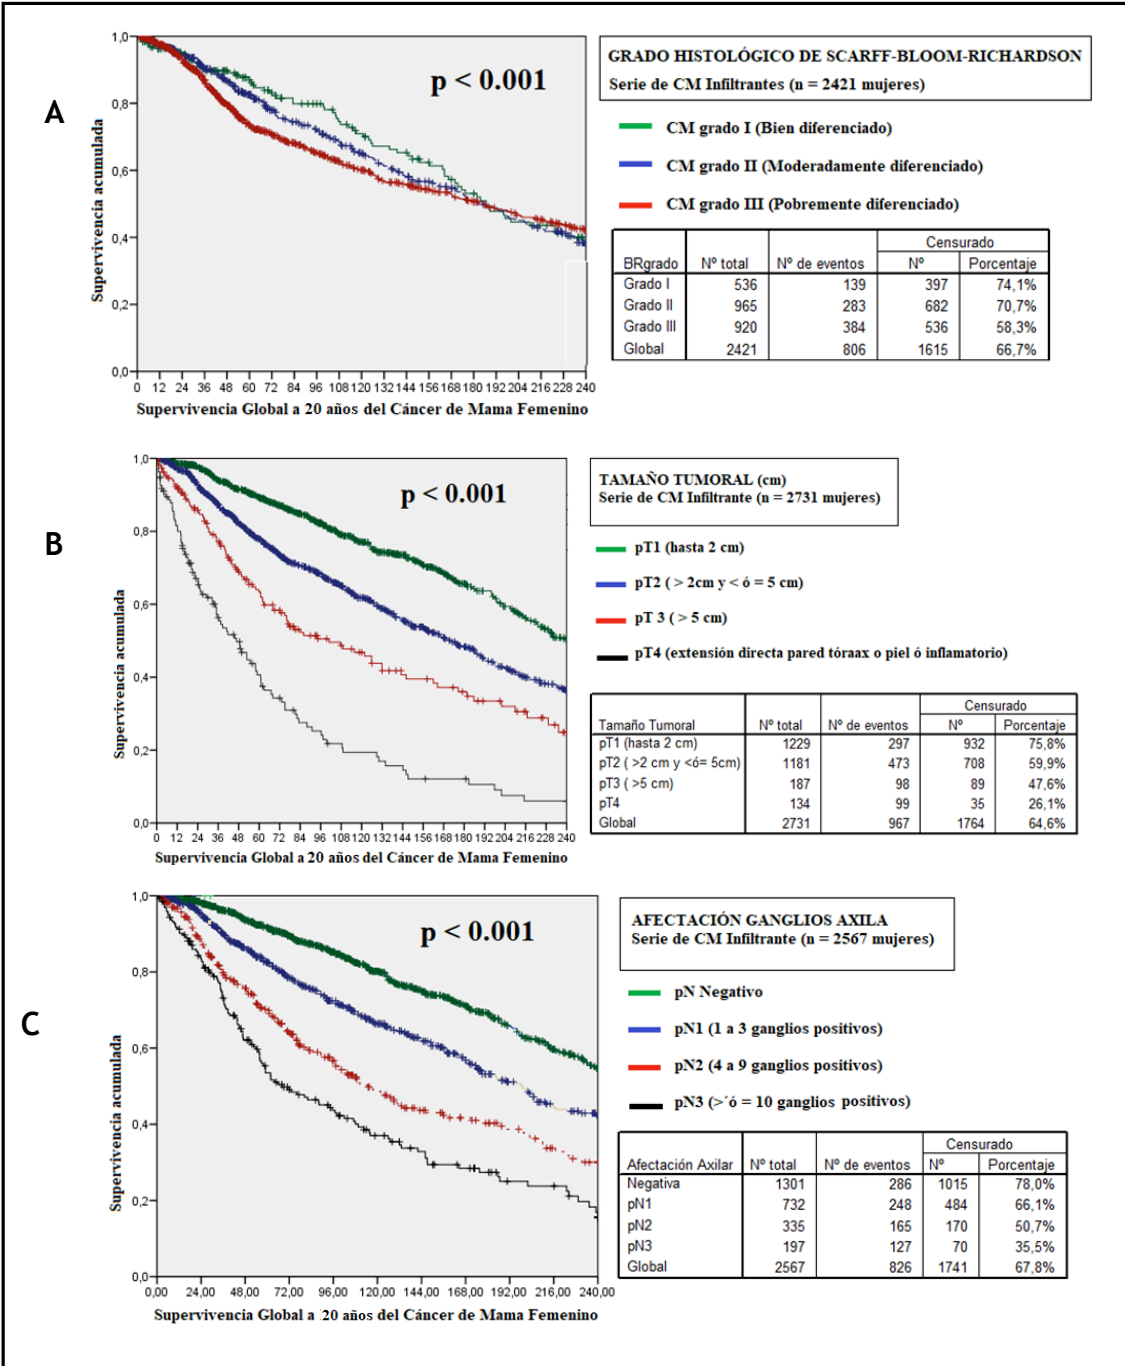 A
Supervivencia acumulada
1,0
0,8
0,6
0,4
0,2
0,0
p < 0.001
0 12 24 36 48 60 72 84 96 108 120 132 144 156 168 180 192 204 216 228 240
Supervivencia Global a 20 años del Cáncer de Mama Femenino
GRADO HISTOLÓGICO DE SCARFF-BLOOM-RICHARDSON
Serie de CM Infiltrantes (n = 2421 mujeres)
CM grado I (Bien diferenciado)
CM grado II (Moderadamente diferenciado)
CM grado III (Pobremente diferenciado)
Censurado
BRgrado Nº total Nº de eventos Nº Porcentaje
Grado I 536 139 397 74,1%
Grado II 965 283 682 70,7%
Grado III 920 384 536 58,3%
Global 2421 806 1615 66,7%
B
Supervivencia acumulada
1,0
0,8
0,6
0,4
0,2
0,0
p < 0.001
0 12 24 36 48 60 72 84 96 108 120 132 144 156 168 180 192 204 216 228 240
Supervivencia Global a 20 años del Cáncer de Mama Femenino
TAMAÑO TUMORAL (cm)
Serie de CM Infiltrante (n = 2731 mujeres)
pT1 (hasta 2 cm)
pT2 ( > 2cm y < ó = 5 cm)
pT 3 ( > 5 cm)
pT4 (extensión directa pared tóraax o piel ó inflamatorio)
Censurado
Tamaño Tumoral Nº total Nº de eventos Nº Porcentaje
pT1 (hasta 2 cm) 1229 297 932 75,8%
pT2 ( >2 cm y <ó= 5cm) 1181 473 708 59,9%
pT3 ( >5 cm) 187 98 89 47,6%
pT4 134 99 35 26,1%
Global 2731 967 1764 64,6%
C
Supervivencia acumulada
1,0
0,8
0,6
0,4
0,2
0,0
p < 0.001
0,00 24,00 48,00 72,00 96,00 120,00 144,00 168,00 192,00 216,00 240,00
Supervivencia Global a 20 años del Cáncer de Mama Femenino
AFECTACIÓN GANGLIOS AXILA
Serie de CM Infiltrante (n = 2567 mujeres)
pN Negativo
pN1 (1 a 3 ganglios positivos)
pN2 (4 a 9 ganglios positivos)
pN3 (>´ó = 10 ganglios positivos)
Censurado
Afectación Axilar Nº total Nº de eventos Nº Porcentaje
Negativa 1301 286 1015 78,0%
pN1 732 248 484 66,1%
pN2 335 165 170 50,7%
pN3 197 127 70 35,5%
Global 2567 826 1741 67,8%